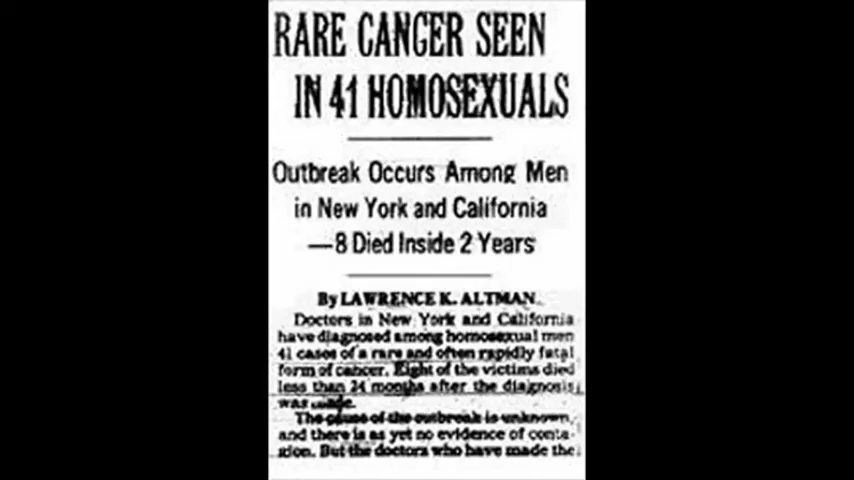 RARE CANCER SEEN
IN 41 HOMOSEXUALS
Outbreak Occurs Among Men
in New York and California
—8 Died Inside 2 Years
By LAWRENCE K. ALTMAN
Doctors in New York and California
have diagnosed among homosexual men
41 cases of a rare and often rapidly fatal
form of cancer. Eight of the victims died
less than 24 months after the diagnosis
was made.
The cause of the outbreak is unknown,
and there is as yet no evidence of conta-
gion. But the doctors who have made the